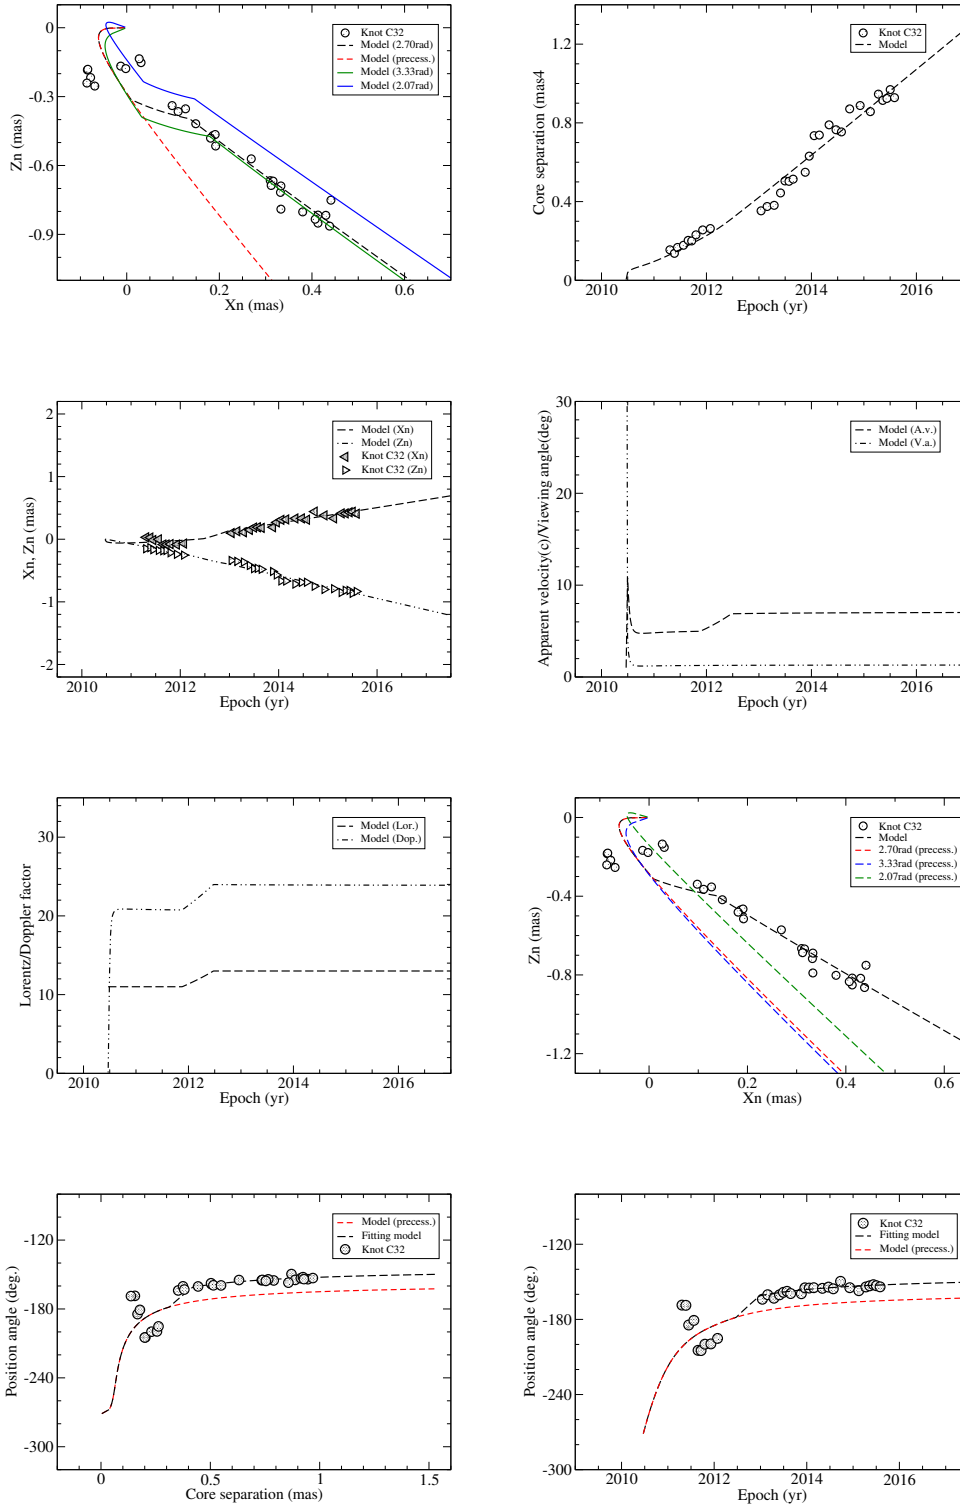 0
-0.3
-0.6
-0.9
Zn (mas)
0
0.2
0.4
0.6
Xn (mas)
Knot C32
Model (2.70rad)
Model (precess.)
Model (3.33rad)
Model (2.07rad)
1.2
0.8
0.4
0
Core separation (mas4
2010
2012
2014
2016
Epoch (yr)
Knot C32
Model
2
1
0
-1
-2
Xn, Zn (mas)
2010
2012
2014
2016
Epoch (yr)
Model (Xn)
Model (Zn)
Knot C32 (Xn)
Knot C32 (Zn)
30
20
10
0
Apparent velocity(c)/Viewing angle(deg)
2010
2012
2014
2016
Epoch (yr)
Model (A.v.)
Model (V.a.)
30
20
10
0
Lorentz/Doppler factor
2010
2012
2014
2016
Epoch (yr)
Model (Lor.)
Model (Dop.)
0
-0.4
-0.8
-1.2
Zn (mas)
0
0.2
0.4
0.6
Xn (mas)
Knot C32
Model
2.70rad (precess.)
3.33rad (precess.)
2.07rad (precess.)
-120
-180
-240
-300
Position angle (deg.)
0
0.5
1
1.5
Core separation (mas)
Model (precess.)
Fitting model
Knot C32
-120
-180
-240
-300
Position angle (deg.)
2010
2012
2014
2016
Epoch (yr)
Knot C32
Fitting model
Model (precess.)